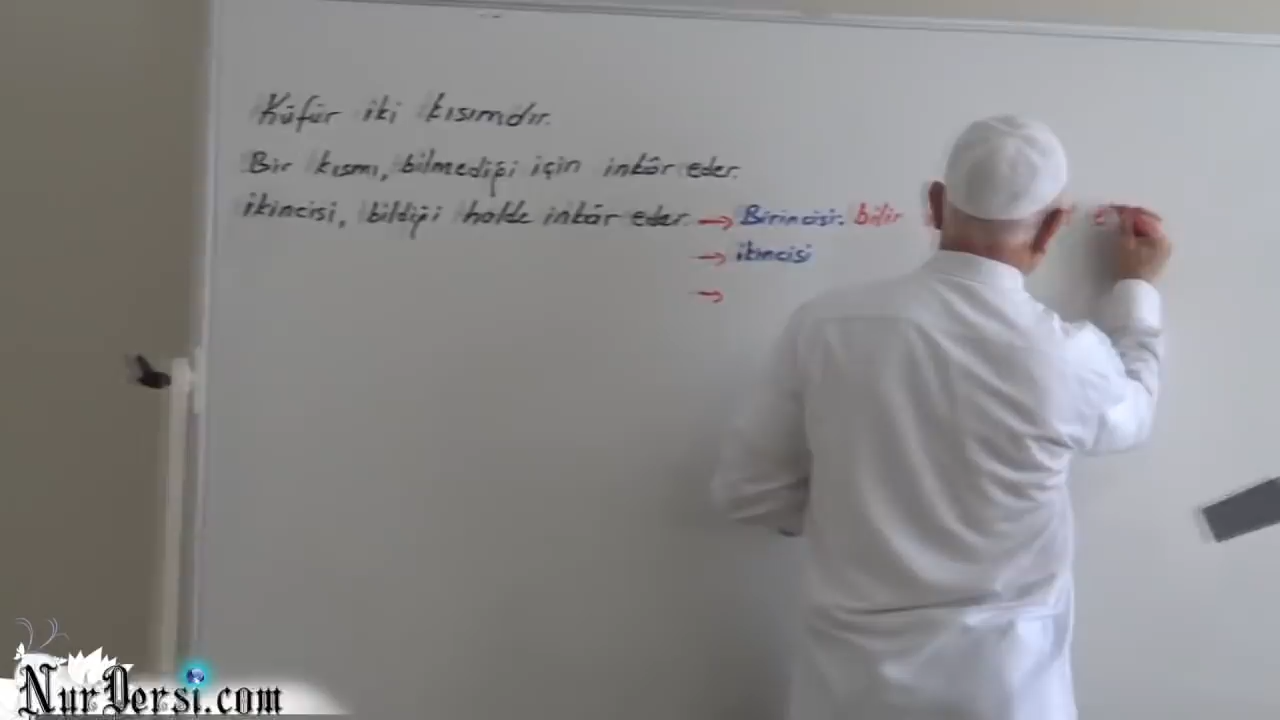 Küfür iki kısımdır.
Bir kısmı, bilmediği için inkâr eder.
ikincisi, bildiği halde inkâr eder. → Birincisi. bilir
→ ikincisi
→
NurDersi.com